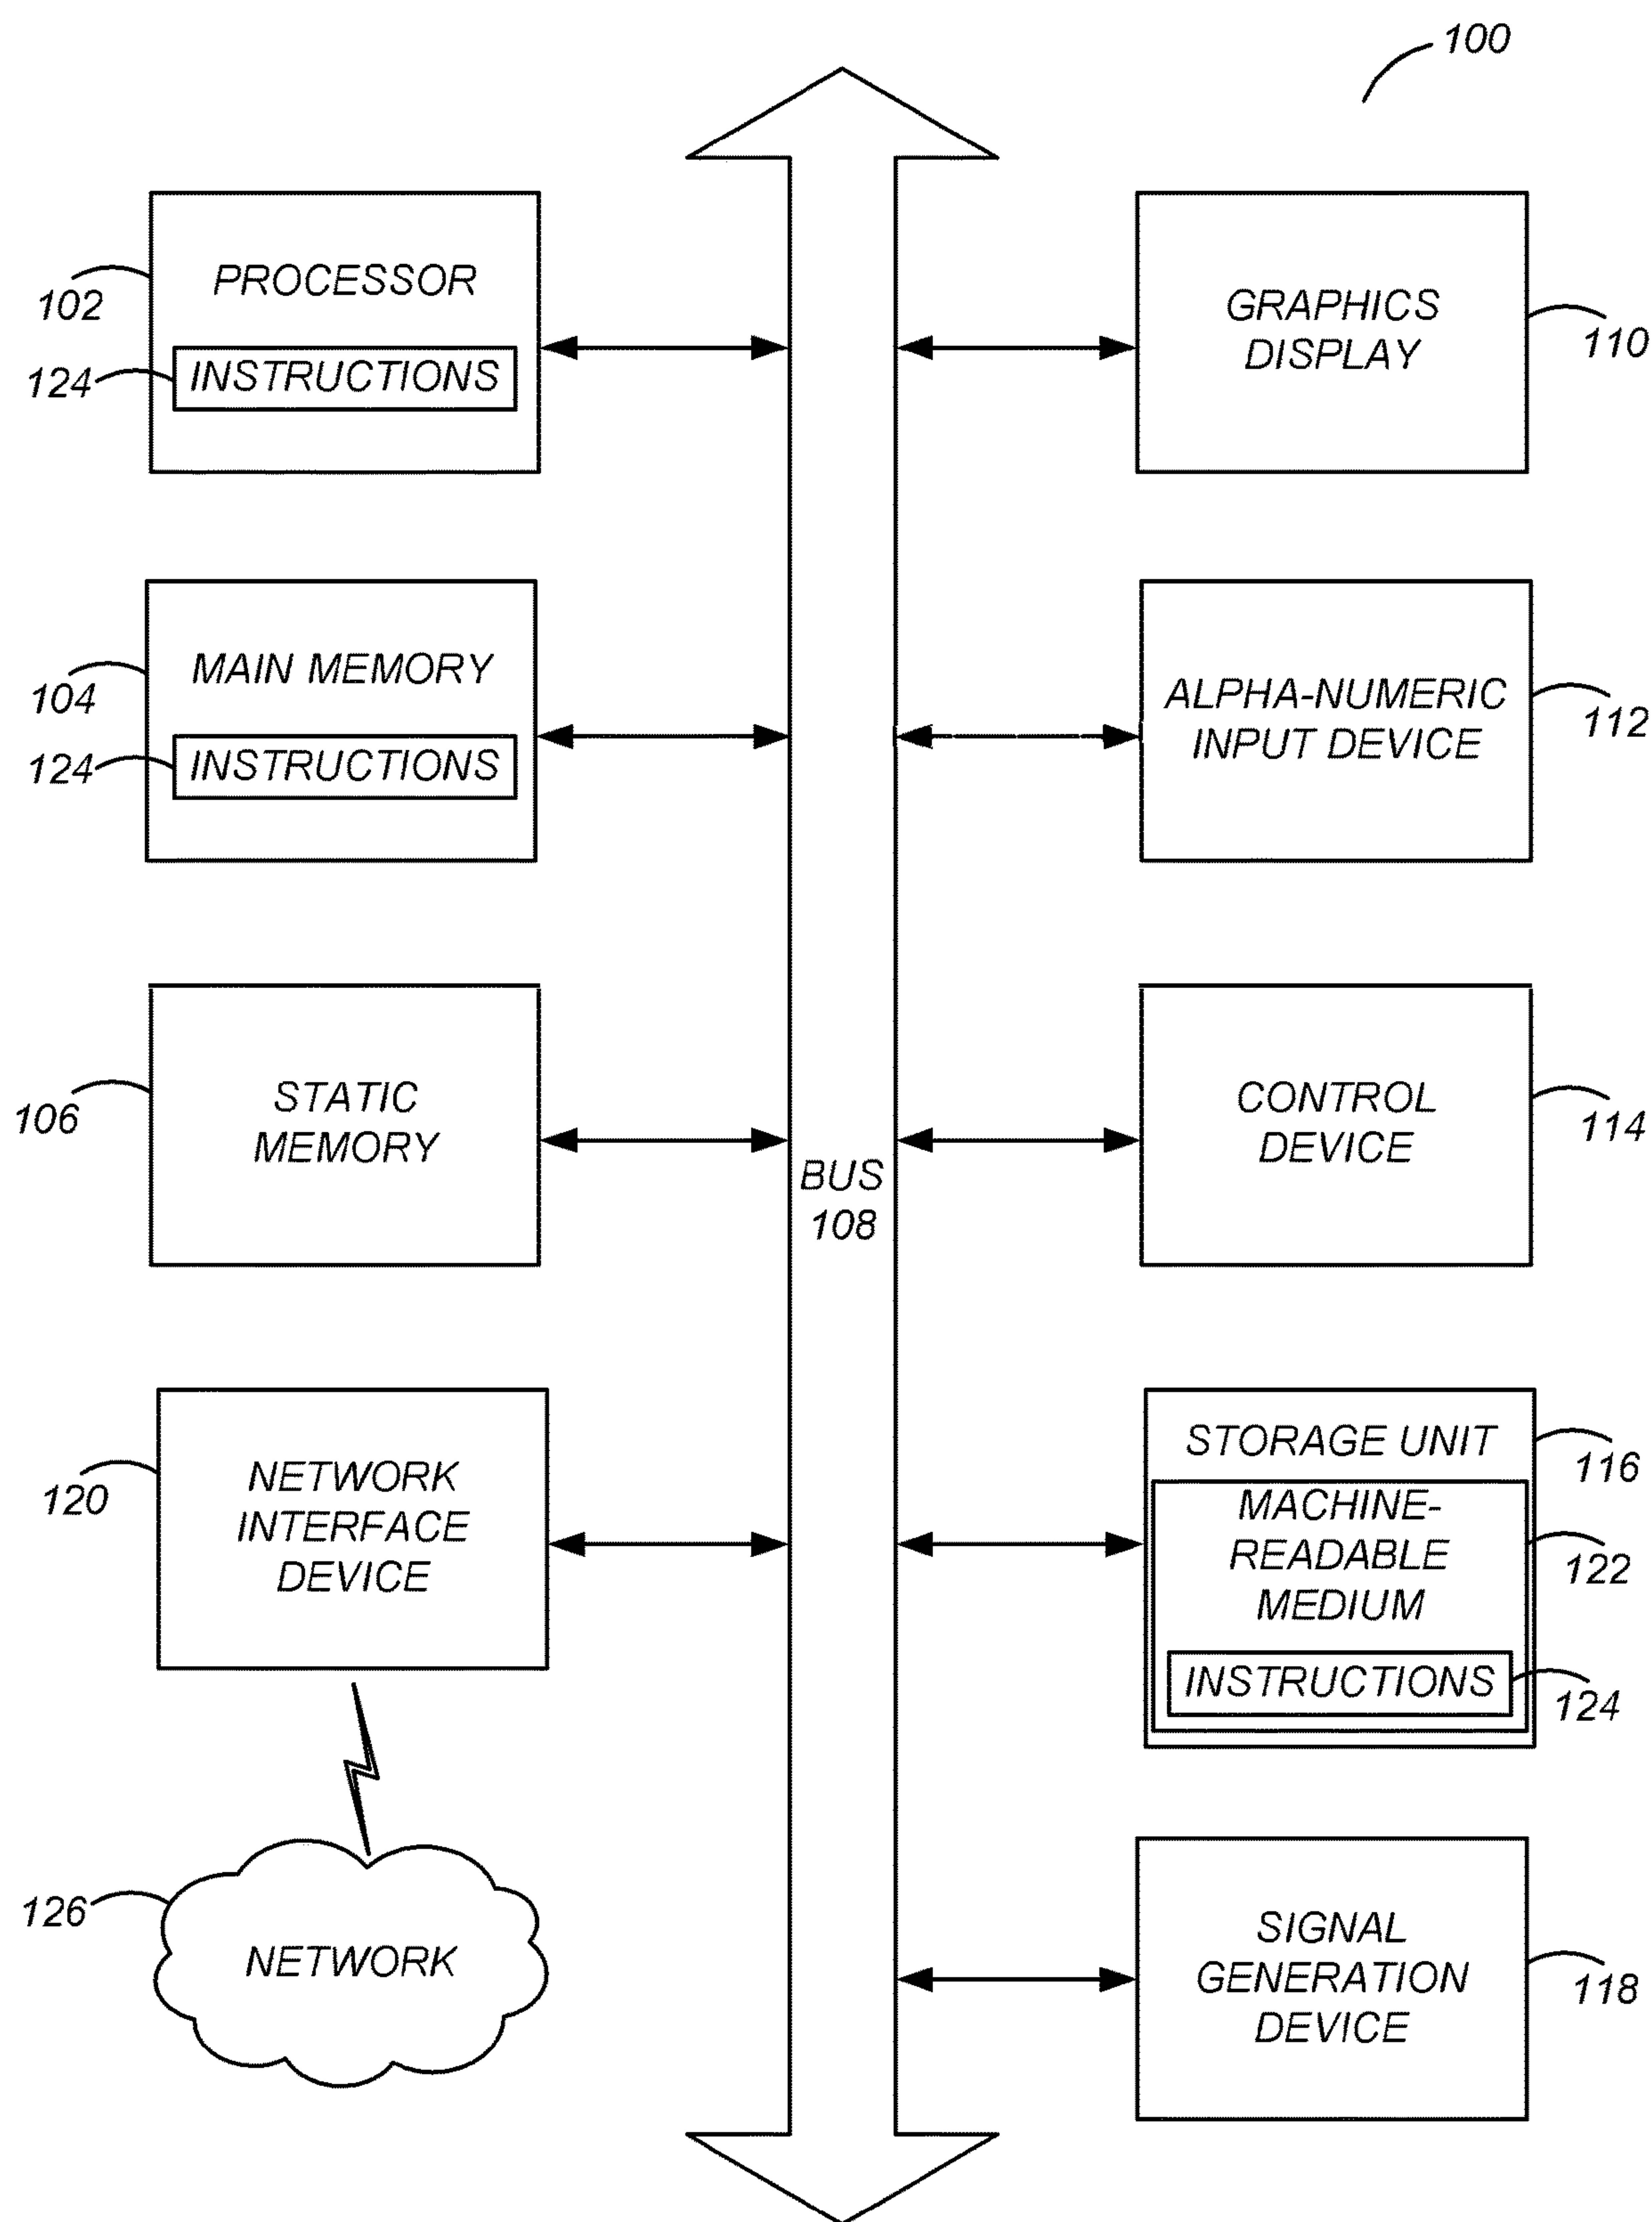 100
PROCESSOR
102
INSTRUCTIONS
124
GRAPHICS
DISPLAY
110
MAIN MEMORY
104
INSTRUCTIONS
124
ALPHA-NUMERIC
INPUT DEVICE
112
STATIC
MEMORY
106
BUS
108
CONTROL
DEVICE
114
NETWORK
INTERFACE
DEVICE
120
STORAGE UNIT
116
MACHINE-
READABLE
MEDIUM
122
INSTRUCTIONS
124
126
NETWORK
SIGNAL
GENERATION
DEVICE
118